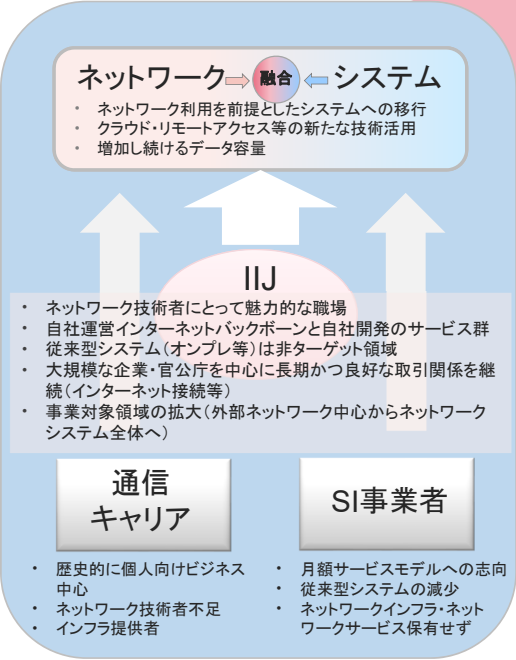 ネットワーク 融合 システム
・ ネットワーク利用を前提としたシステムへの移行
・ クラウド・リモートアクセス等の新たな技術活用
・ 増加し続けるデータ容量
IIJ
・ ネットワーク技術者にとって魅力的な職場
・ 自社運営インターネットバックボーンと自社開発のサービス群
・ 従来型システム(オンプレ等)は非ターゲット領域
・ 大規模な企業・官公庁を中心に長期かつ良好な取引関係を継
続(インターネット接続等)
・ 事業対象領域の拡大(外部ネットワーク中心からネットワーク
システム全体へ)
通信
キャリア
・ 歴史的に個人向けビジネス
中心
・ ネットワーク技術者不足
・ インフラ提供者
SI事業者
・ 月額サービスモデルへの志向
・ 従来型システムの減少
・ ネットワークインフラ・ネット
ワークサービス保有せず